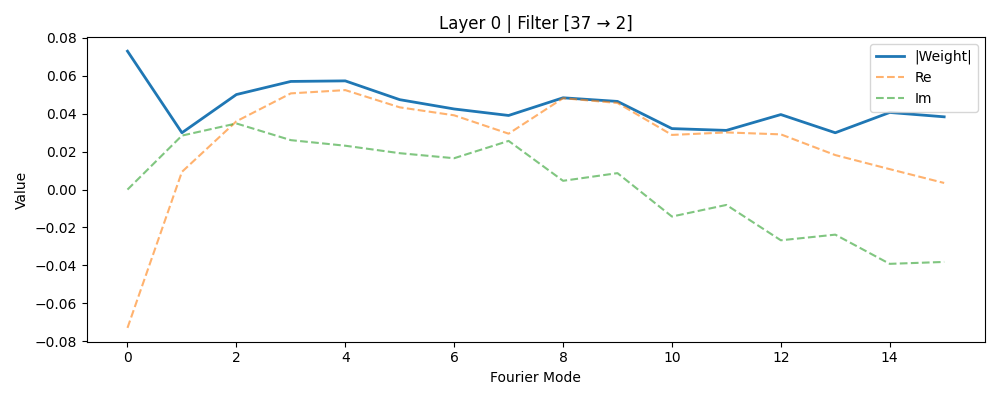 Layer 0 | Filter [37 → 2]
0.08
0.06
0.04
0.02
0.00
−0.02
−0.04
−0.06
−0.08
Value
|Weight|
Re
Im
0 2 4 6 8 10 12 14
Fourier Mode